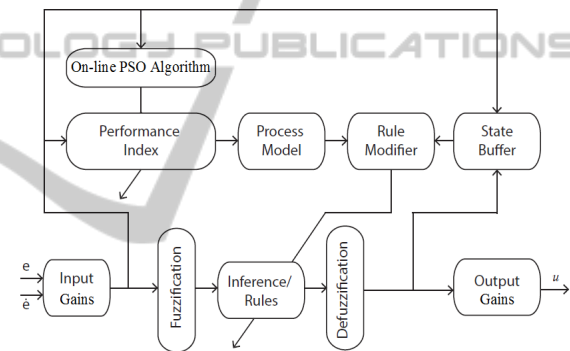 OLOGY PUBLICATIONS
On-line PSO Algorithm
Performance
Index
Process
Model
Rule
Modifier
State
Buffer
e
ė
Input
Gains
Fuzzification
Inference/
Rules
Defuzzification
Output
Gains
u